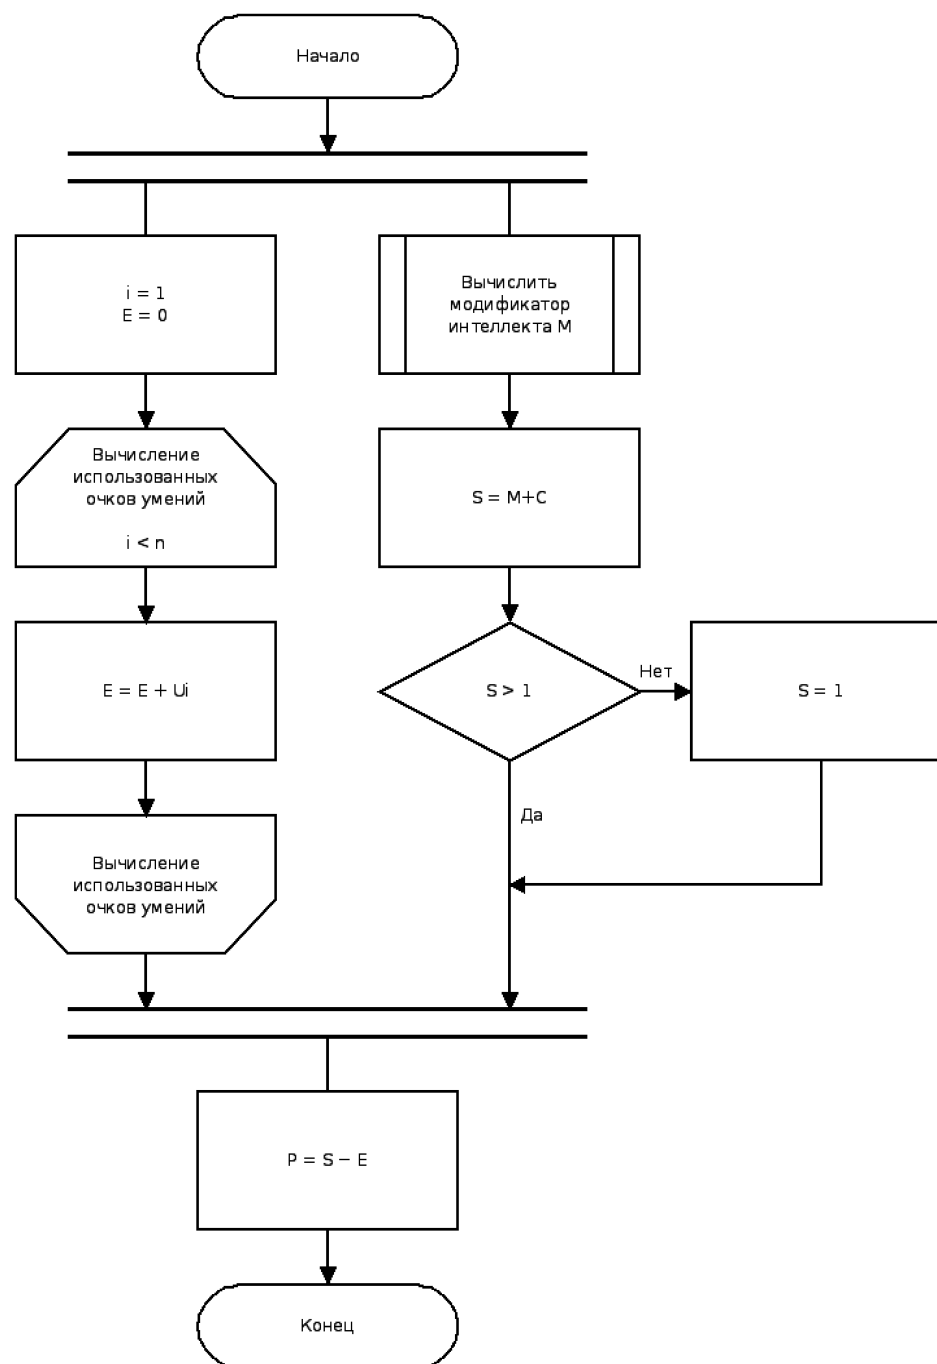 Начало
i = 1
E = 0
Вычислить
модификатор
интеллекта М
Вычисление
использованных
очков умений
i < n
S = M+C
E = E + Ui
S > 1
Нет
S = 1
Да
Вычисление
использованных
очков умений
P = S − E
Конец